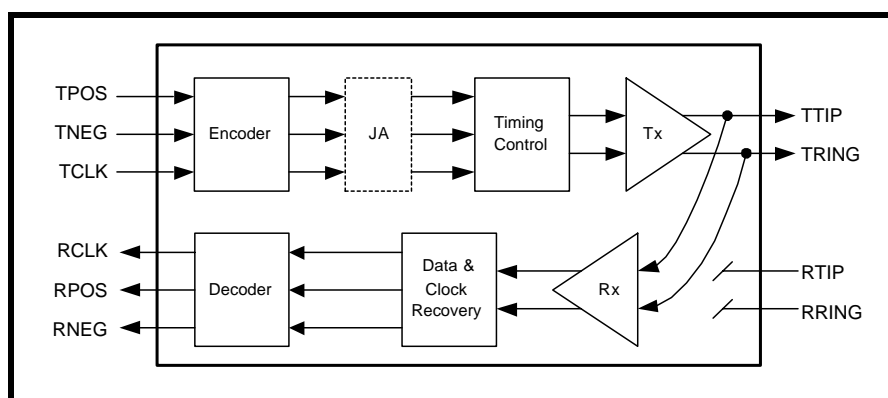 TPOS
TNEG
TCLK
Encoder
JA
Timing
Control
Tx
TTIP
TRING
RCLK
RPOS
RNEG
Decoder
Data &
Clock
Recovery
Rx
RTIP
RRING